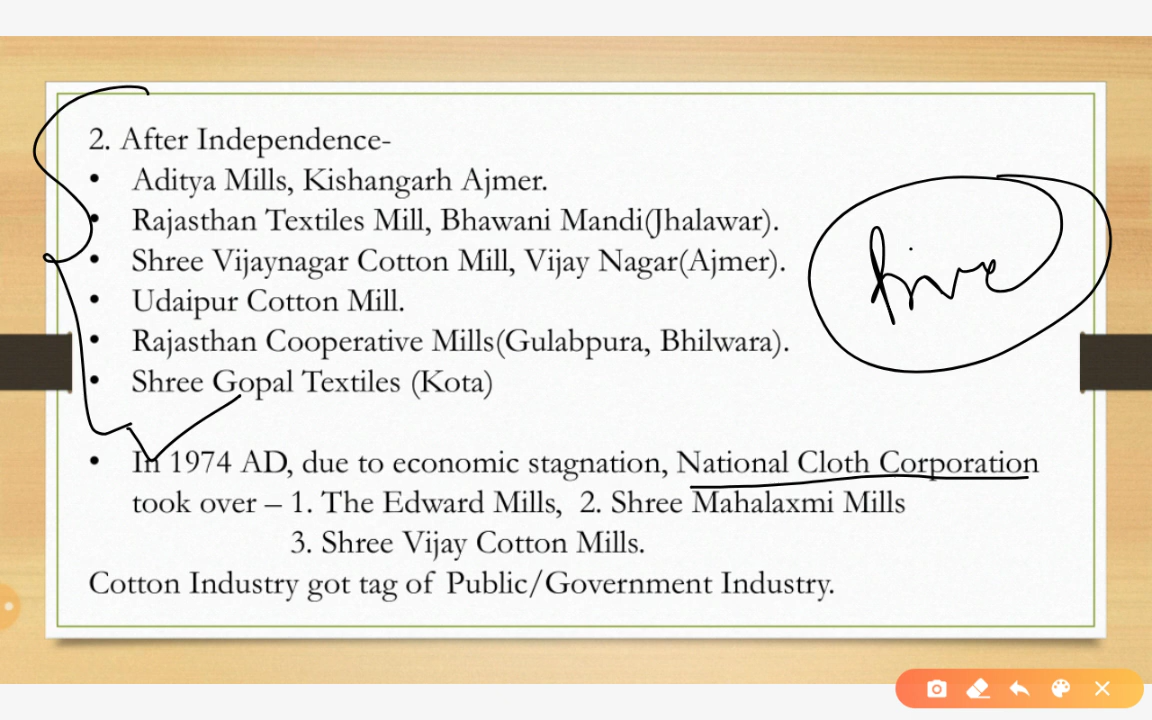 2. After Independence-
• Aditya Mills, Kishangarh Ajmer.
• Rajasthan Textiles Mill, Bhawani Mandi(Jhalawar).
• Shree Vijaynagar Cotton Mill, Vijay Nagar(Ajmer).
• Udaipur Cotton Mill.
• Rajasthan Cooperative Mills(Gulabpura, Bhilwara).
• Shree Gopal Textiles (Kota)
• In 1974 AD, due to economic stagnation, National Cloth Corporation
took over – 1. The Edward Mills, 2. Shree Mahalaxmi Mills
3. Shree Vijay Cotton Mills.
Cotton Industry got tag of Public/Government Industry.